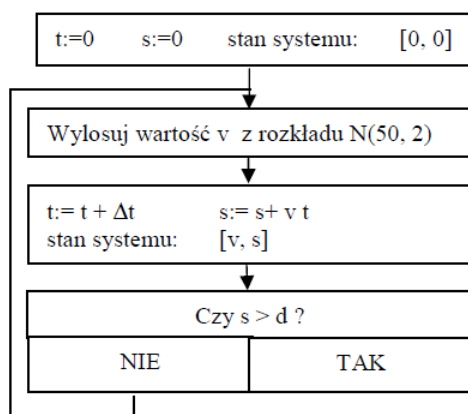 t:=0 s:=0 stan systemu: [0, 0]
Wylosuj wartość v z rozkładu N(50, 2)
t:= t + Δt s:= s+ v t
stan systemu: [v, s]
Czy s > d ?
NIE TAK